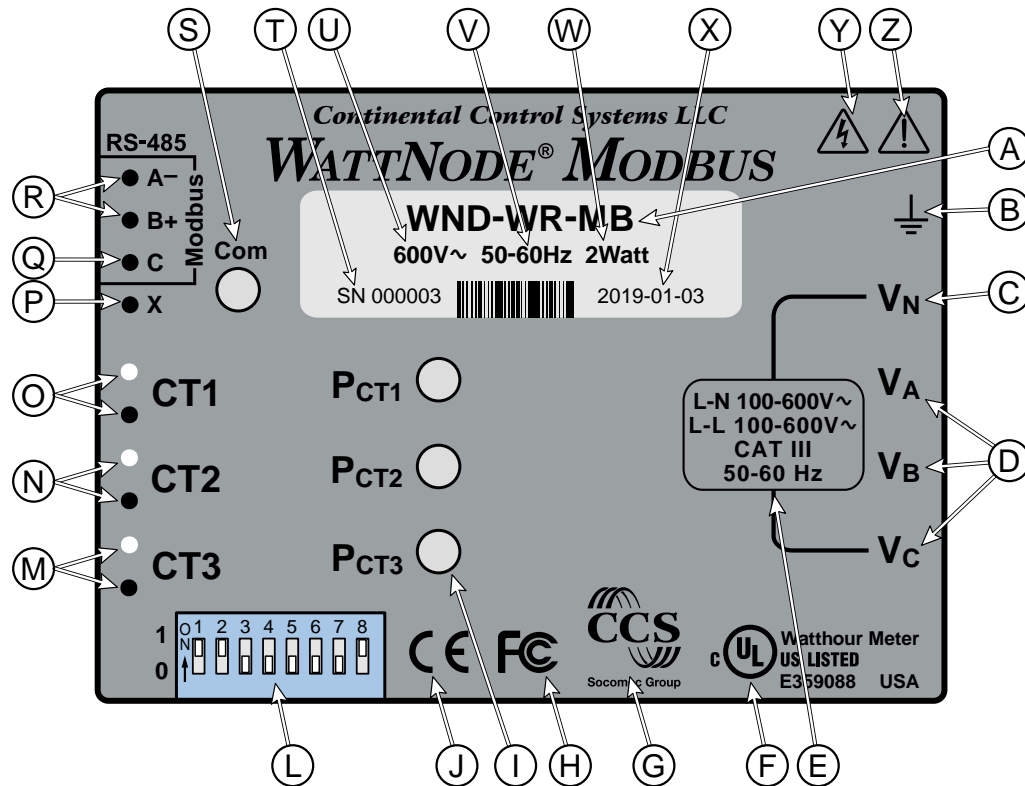 S T U V W X Y Z
Continental Control Systems LLC
WATTNODE® MODBUS
RS-485
A–
B+
C
X
Modbus
Com
WND-WR-MB
600V~ 50-60Hz 2Watt
SN 000003 2019-01-03
A
B
C
D
R
Q
P
O
N
M
VN
VA
VB
VC
CT1
CT2
CT3
PCT1
PCT2
PCT3
L-N 100-600V~
L-L 100-600V~
CAT III
50-60 Hz
1
0
ON
1 2 3 4 5 6 7 8
CE
FC
CCS
Socomec Group
c UL
Watthour Meter
US LISTED
E359088 USA
L J I H G F E